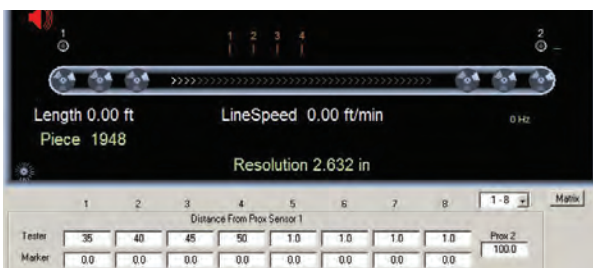 1 2
1 2 3 4
>>>>>>>>>>>>>>>>>>>>>>>>>>>>>>>>>>
Length 0.00 ft LineSpeed 0.00 ft/min 0 Hz
Piece 1948
Resolution 2.632 in
1 2 3 4 5 6 7 8 1 - 8 Matrix
Distance From Prox Sensor 1
Tester 35 40 45 50 1.0 1.0 1.0 1.0 Prox 2
100.0
Marker 0.0 0.0 0.0 0.0 0.0 0.0 0.0 0.0